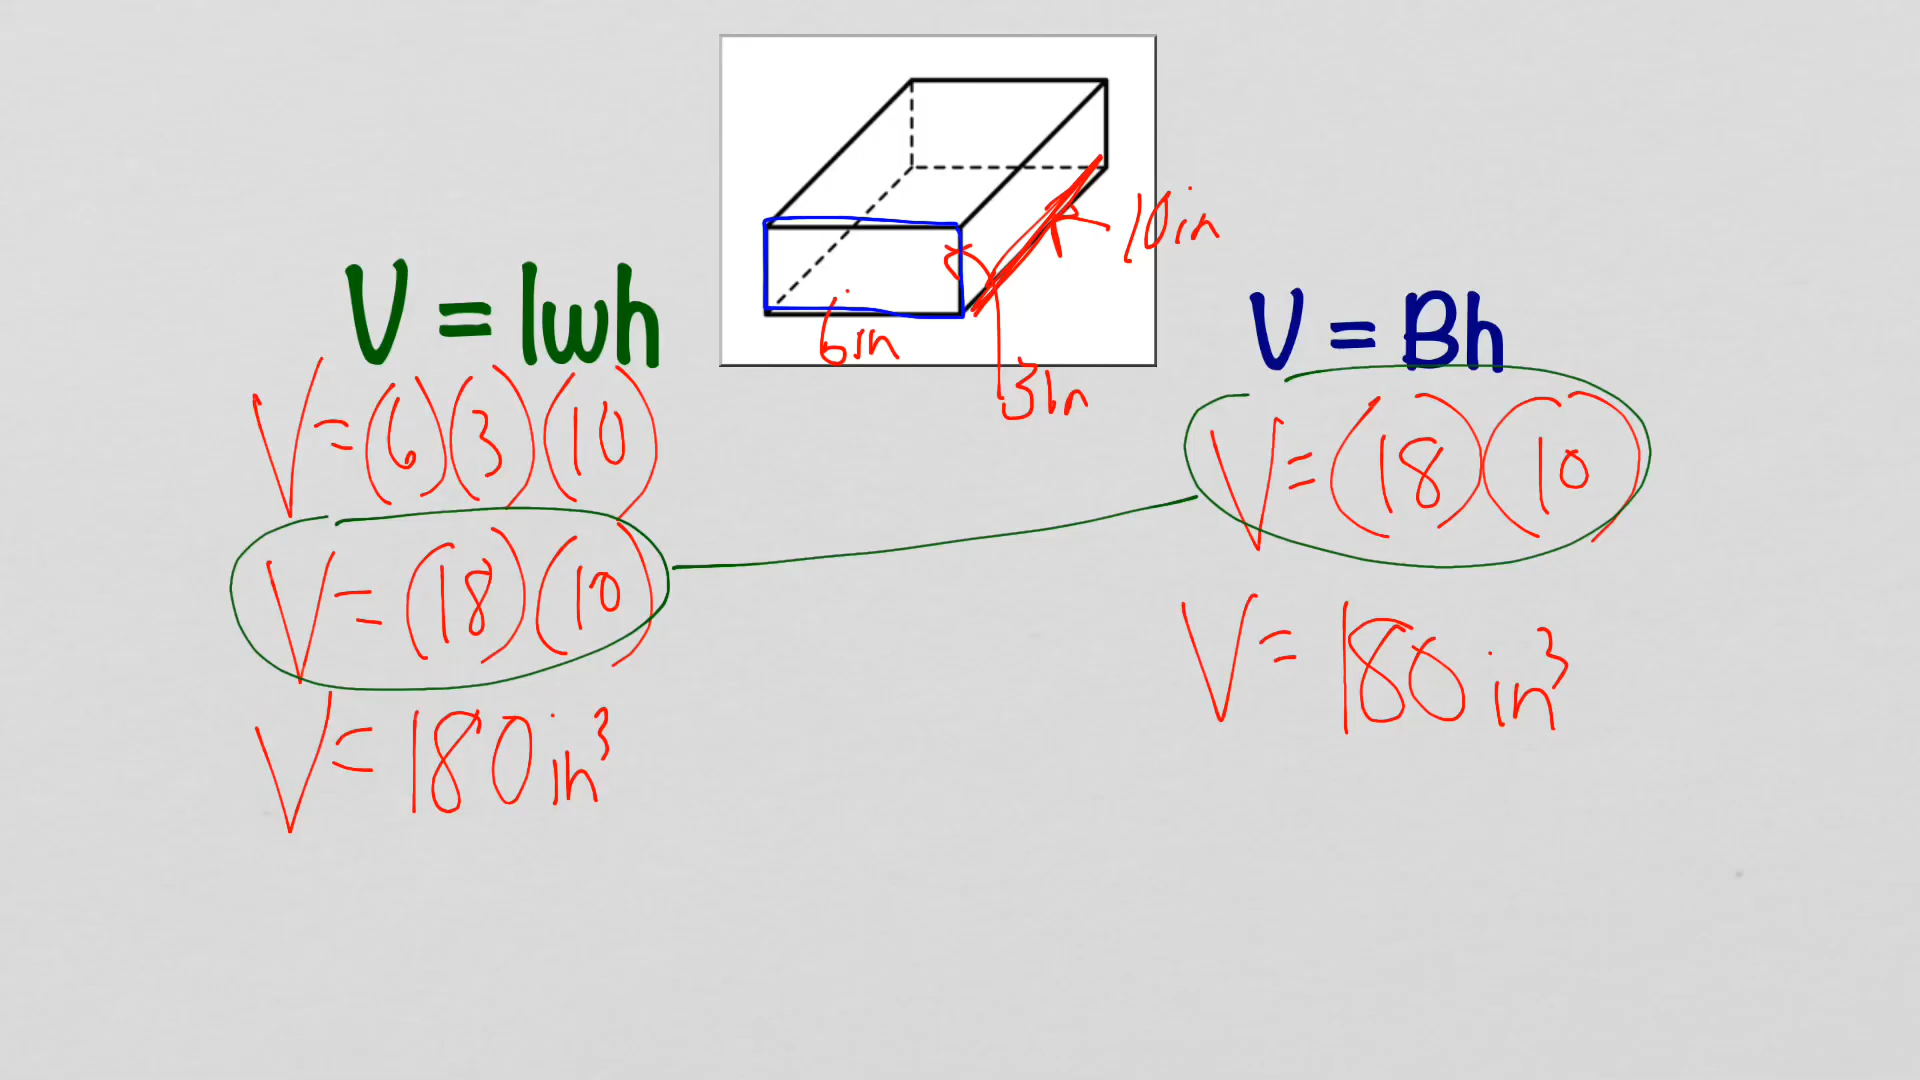 10in
6in
3in
V = lwh
V=(6)(3)(10)
V=(18)(10)
V=180in³
V = Bh
V=(18)(10)
V=180in³